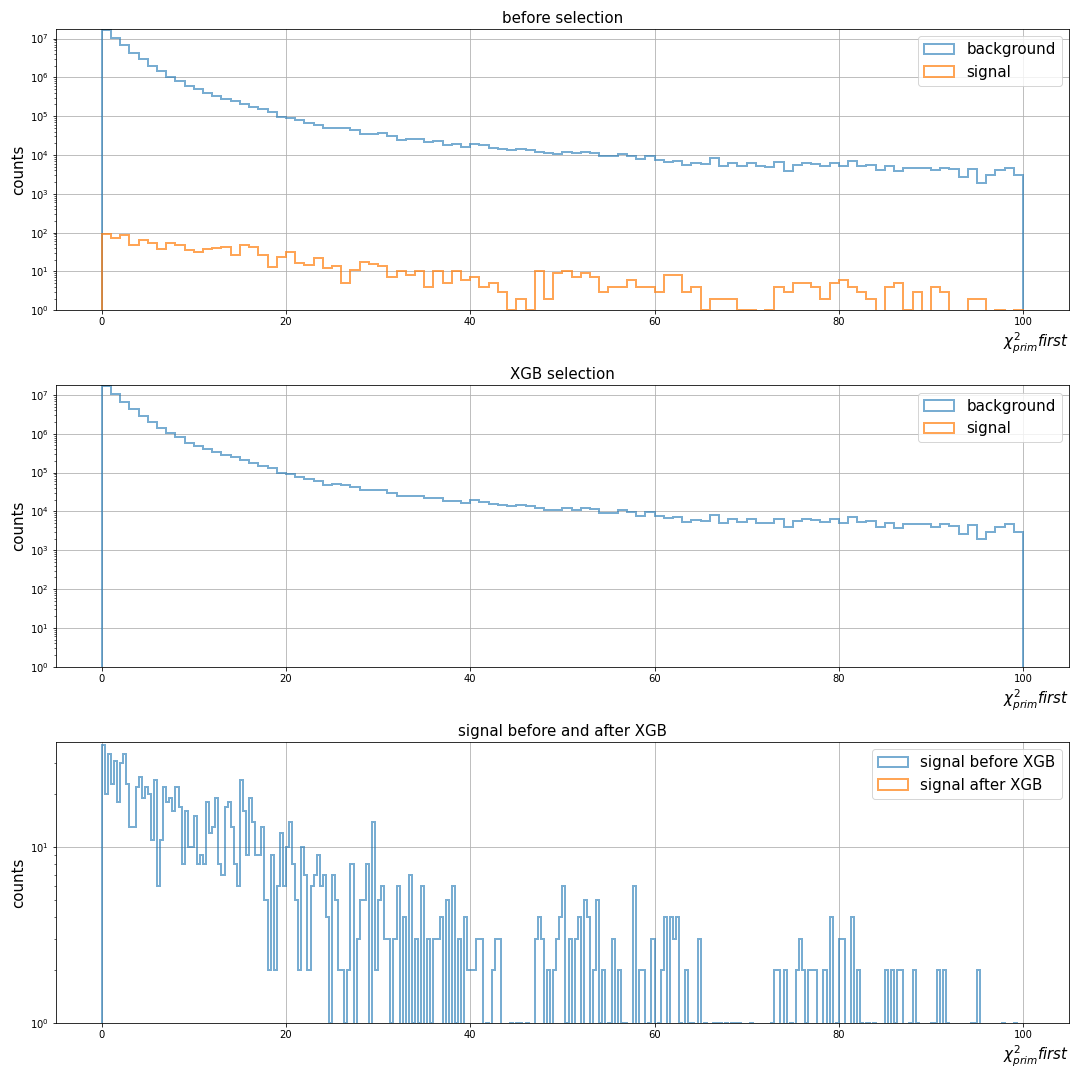 before selection
background
signal
counts
10⁷
10⁶
10⁵
10⁴
10³
10²
10¹
10⁰
0 20 40 60 80 100
χ²_prim first
XGB selection
background
signal
counts
10⁷
10⁶
10⁵
10⁴
10³
10²
10¹
10⁰
0 20 40 60 80 100
χ²_prim first
signal before and after XGB
signal before XGB
signal after XGB
counts
10¹
10⁰
0 20 40 60 80 100
χ²_prim first